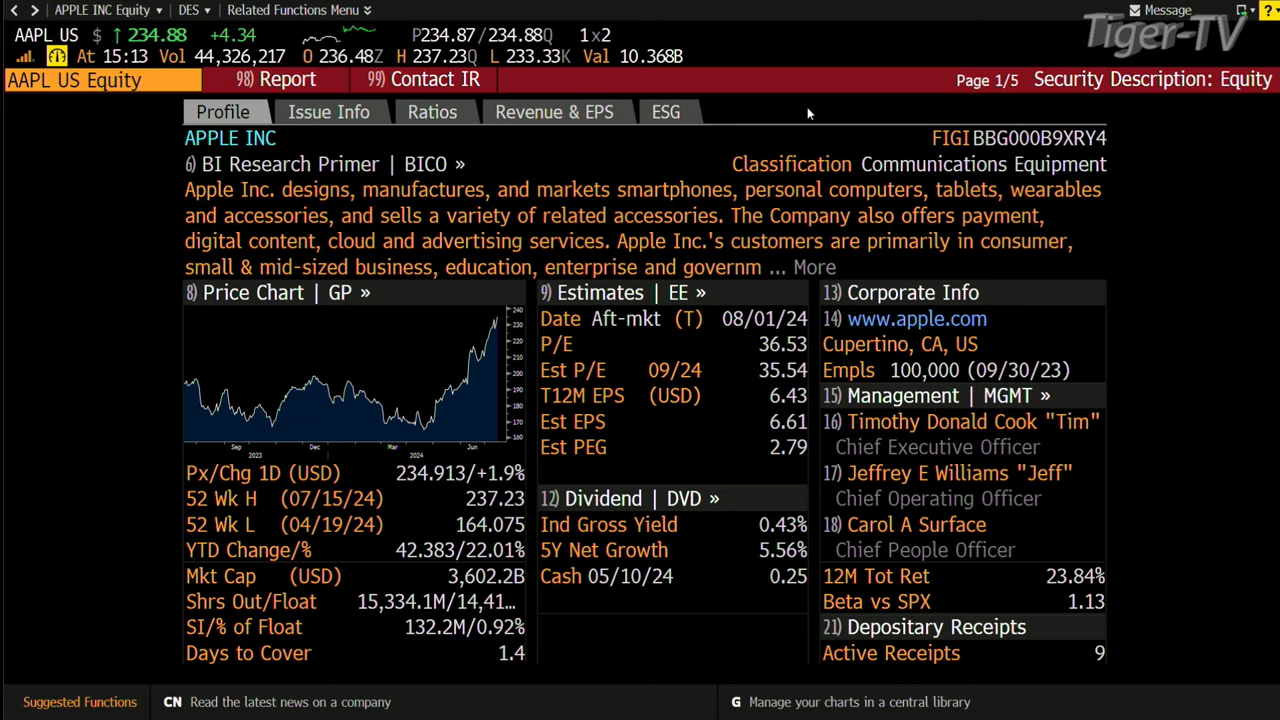 APPLE INC Equity DES Related Functions Menu Message ?
AAPL US $ ↑ 234.88 +4.34 P234.87/234.88Q 1x2
At 15:13 Vol 44,326,217 O 236.48Z H 237.23Q L 233.33K Val 10.368B
Tiger-TV
AAPL US Equity 98) Report 99) Contact IR Page 1/5 Security Description: Equity
Profile Issue Info Ratios Revenue & EPS ESG
APPLE INC FIGI BBG000B9XRY4
6) BI Research Primer | BICO » Classification Communications Equipment
Apple Inc. designs, manufactures, and markets smartphones, personal computers, tablets, wearables
and accessories, and sells a variety of related accessories. The Company also offers payment,
digital content, cloud and advertising services. Apple Inc.'s customers are primarily in consumer,
small & mid-sized business, education, enterprise and governm ... More
8) Price Chart | GP »
240
230
220
210
200
190
180
170
160
Sep Dec Mar Jun
2023 2024
Px/Chg 1D (USD) 234.913/+1.9%
52 Wk H (07/15/24) 237.23
52 Wk L (04/19/24) 164.075
YTD Change/% 42.383/22.01%
Mkt Cap (USD) 3,602.2B
Shrs Out/Float 15,334.1M/14,41...
SI/% of Float 132.2M/0.92%
Days to Cover 1.4
9) Estimates | EE »
Date Aft-mkt (T) 08/01/24
P/E 36.53
Est P/E 09/24 35.54
T12M EPS (USD) 6.43
Est EPS 6.61
Est PEG 2.79
12) Dividend | DVD »
Ind Gross Yield 0.43%
5Y Net Growth 5.56%
Cash 05/10/24 0.25
13) Corporate Info
14) www.apple.com
Cupertino, CA, US
Empls 100,000 (09/30/23)
15) Management | MGMT »
16) Timothy Donald Cook "Tim"
Chief Executive Officer
17) Jeffrey E Williams "Jeff"
Chief Operating Officer
18) Carol A Surface
Chief People Officer
12M Tot Ret 23.84%
Beta vs SPX 1.13
21) Depositary Receipts
Active Receipts 9
Suggested Functions CN Read the latest news on a company G Manage your charts in a central library